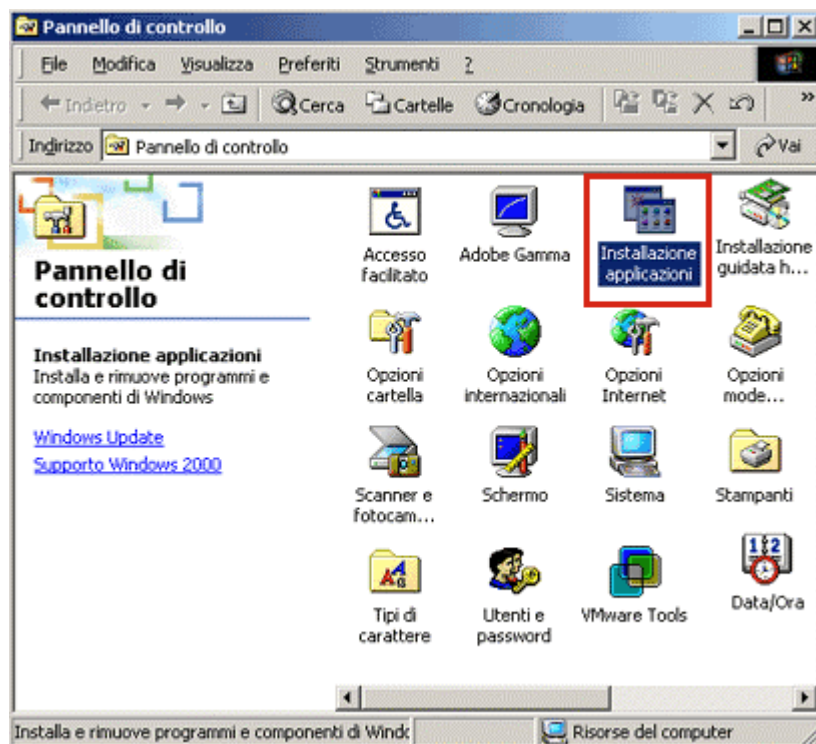 Pannello di controllo
File Modifica Visualizza Preferiti Strumenti ?
Indietro Cerca Cartelle Cronologia »
Indirizzo Pannello di controllo Vai
Pannello di
controllo
Installazione applicazioni
Installa e rimuove programmi e
componenti di Windows
Windows Update
Supporto Windows 2000
Accesso
facilitato
Adobe Gamma
Installazione
applicazioni
Installazione
guidata h...
Opzioni
cartella
Opzioni
internazionali
Opzioni
Internet
Opzioni
mode...
Scanner e
fotocam...
Schermo
Sistema
Stampanti
Tipi di
carattere
Utenti e
password
VMware Tools
Data/Ora
Installa e rimuove programmi e componenti di Windc
Risorse del computer